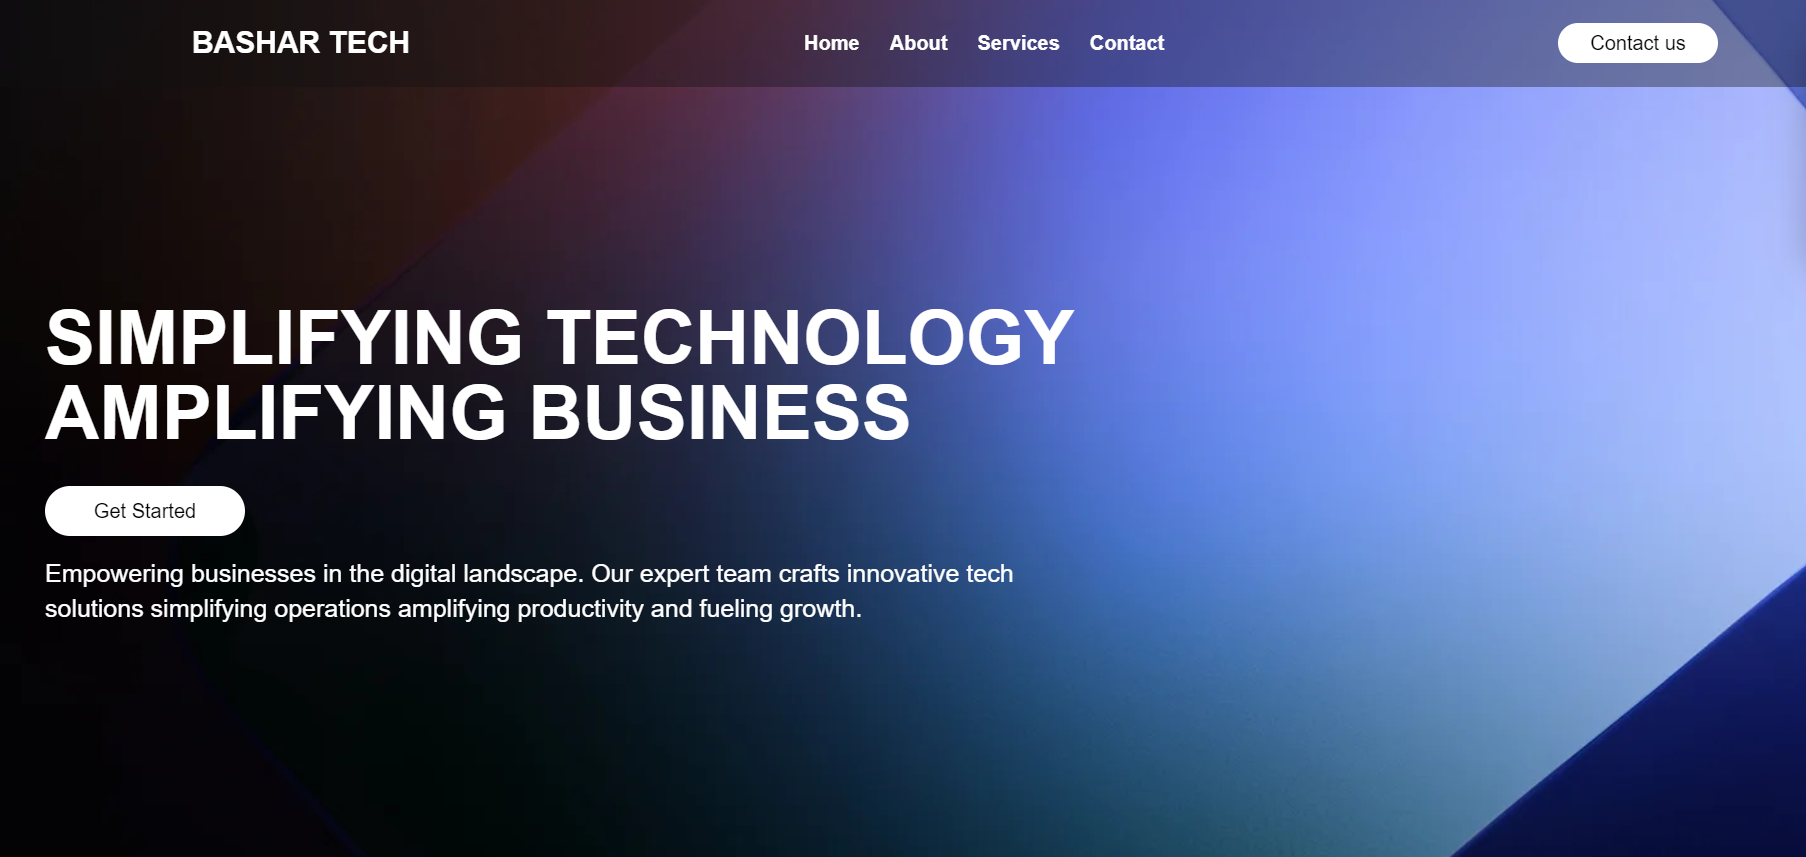 BASHAR TECH
Home About Services Contact
Contact us
SIMPLIFYING TECHNOLOGY
AMPLIFYING BUSINESS
Get Started
Empowering businesses in the digital landscape. Our expert team crafts innovative tech
solutions simplifying operations amplifying productivity and fueling growth.